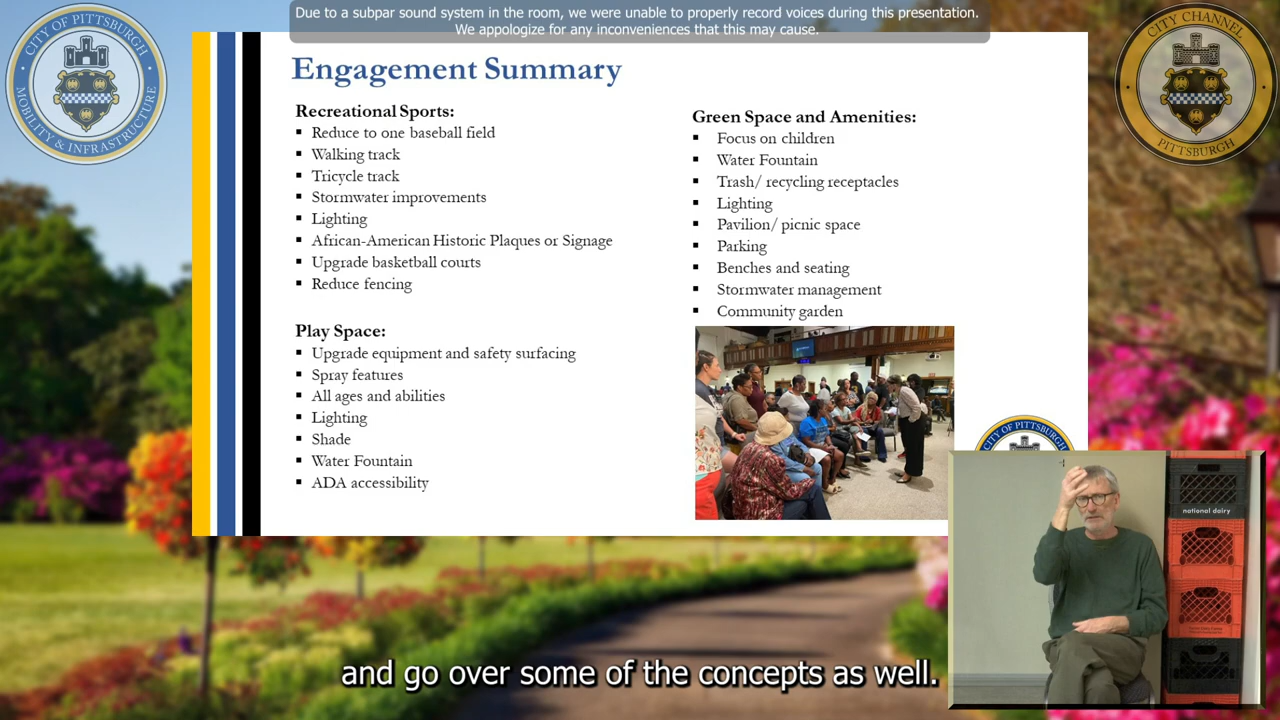 Due to a subpar sound system in the room, we were unable to properly record voices during this presentation.
We appologize for any inconveniences that this may cause.
CITY OF PITTSBURGH
MOBILITY & INFRASTRUCTURE
CITY CHANNEL
PITTSBURGH
Engagement Summary
Recreational Sports:
▪ Reduce to one baseball field
▪ Walking track
▪ Tricycle track
▪ Stormwater improvements
▪ Lighting
▪ African-American Historic Plaques or Signage
▪ Upgrade basketball courts
▪ Reduce fencing
Play Space:
▪ Upgrade equipment and safety surfacing
▪ Spray features
▪ All ages and abilities
▪ Lighting
▪ Shade
▪ Water Fountain
▪ ADA accessibility
Green Space and Amenities:
▪ Focus on children
▪ Water Fountain
▪ Trash/ recycling receptacles
▪ Lighting
▪ Pavilion/ picnic space
▪ Parking
▪ Benches and seating
▪ Stormwater management
▪ Community garden
CITY OF PITTSBURGH
national dairy
and go over some of the concepts as well.